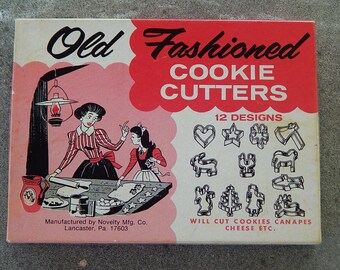 Old Fashioned
COOKIE
CUTTERS
12 DESIGNS
Manufactured by Novelty Mfg. Co.
Lancaster, Pa. 17603
WILL CUT COOKIES CANAPES
CHEESE ETC.